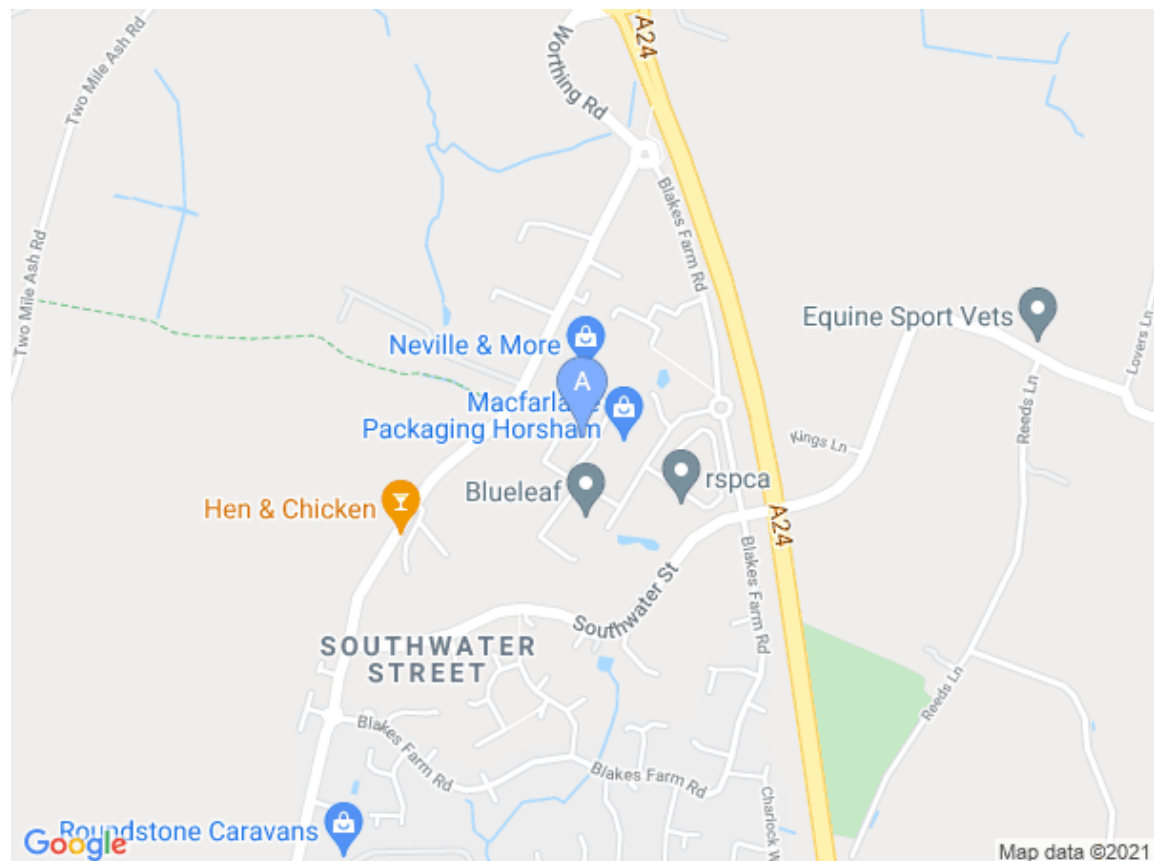 A24
Worthing Rd
Two Mile Ash Rd
Blakes Farm Rd
Two Mile Ash Rd
Equine Sport Vets
Lovers Ln
Neville & More
A
Macfarlane
Packaging Horsham
Reeds Ln
Kings Ln
Blueleaf
rspca
Hen & Chicken
A24
Southwater St
Blakes Farm Rd
SOUTHWATER
STREET
Reeds Ln
Blakes Farm Rd
Blakes Farm Rd
Charlock W
Roundstone Caravans
Google
Map data ©2021